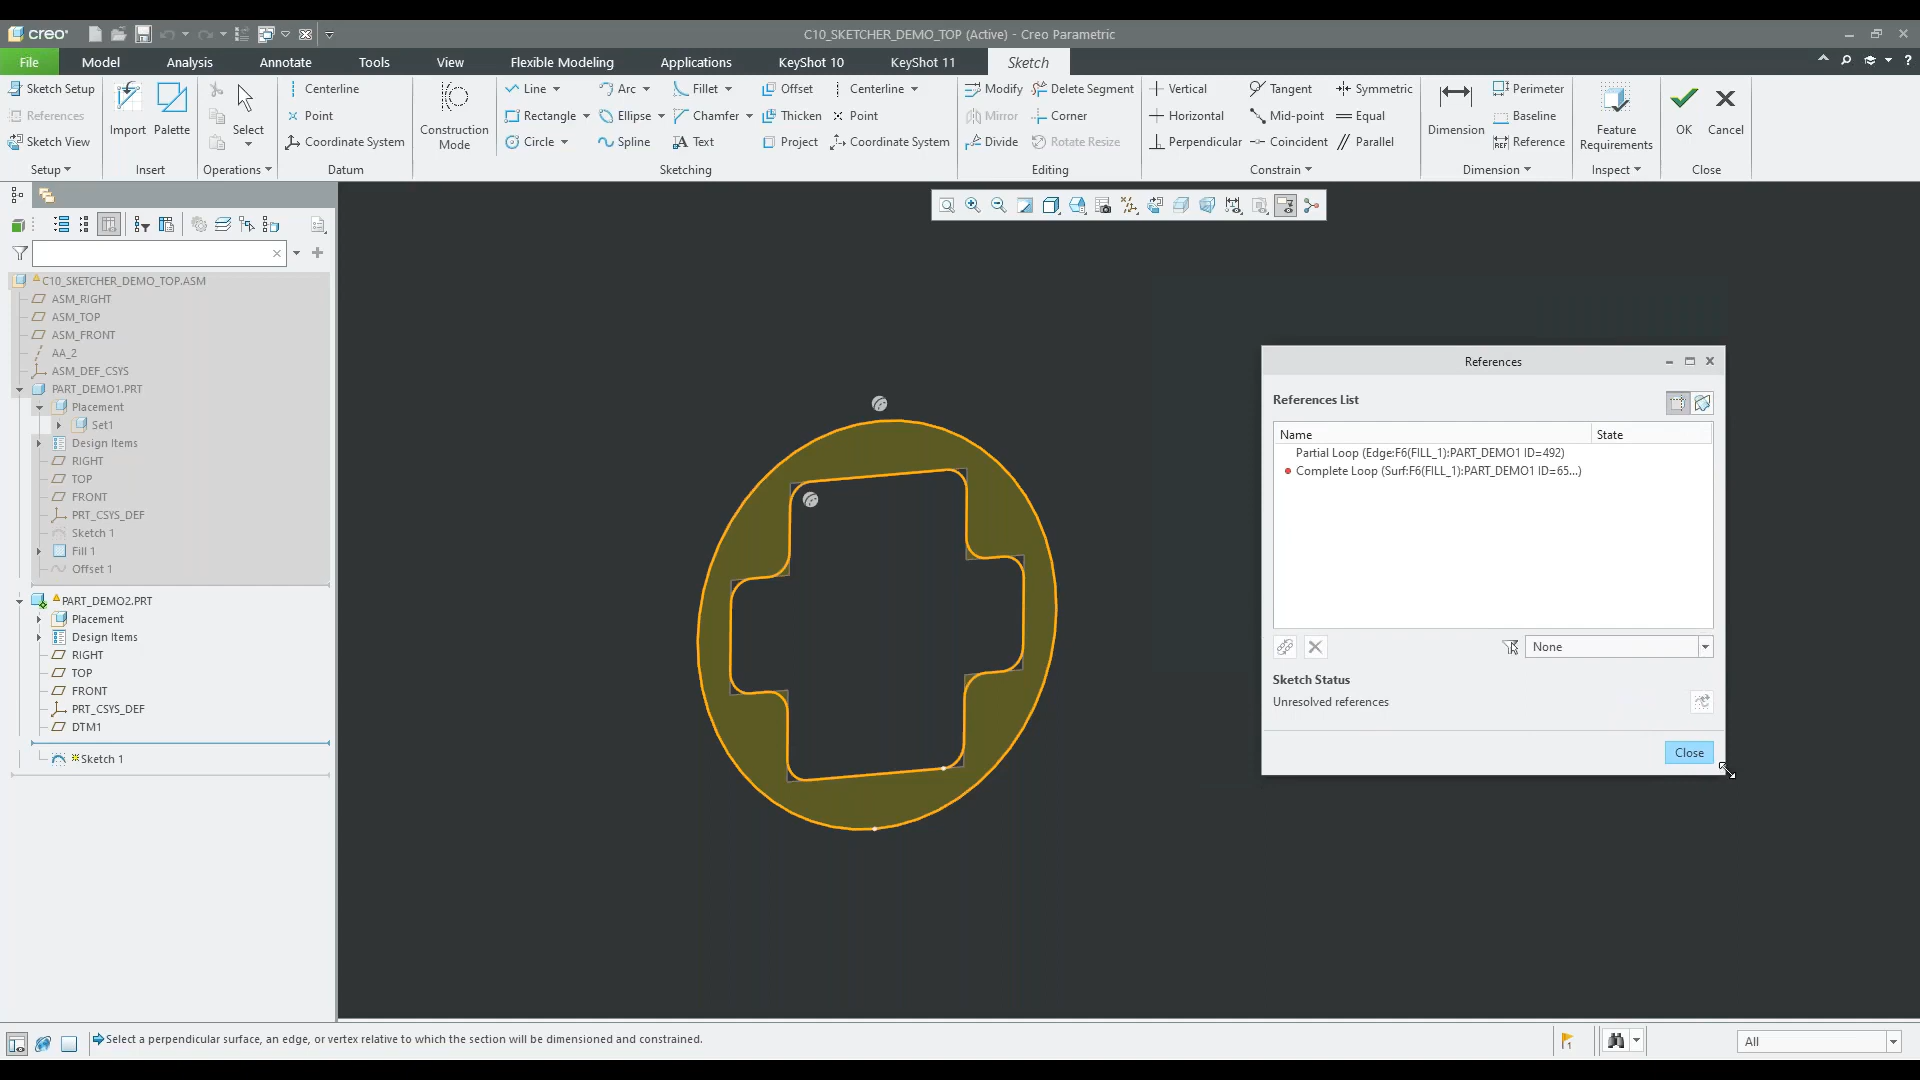 creo®
C10_SKETCHER_DEMO_TOP (Active) - Creo Parametric
File Model Analysis Annotate Tools View Flexible Modeling Applications KeyShot 10 KeyShot 11 Sketch
Sketch Setup
References
Sketch View
Setup
Import
Palette
Insert
Select
Operations
Centerline
Point
Coordinate System
Datum
Construction
Mode
Line Arc Fillet Offset Centerline
Rectangle Ellipse Chamfer Thicken Point
Circle Spline Text Project Coordinate System
Sketching
Modify Delete Segment
Mirror Corner
Divide Rotate Resize
Editing
Vertical Tangent Symmetric
Horizontal Mid-point Equal
Perpendicular Coincident Parallel
Constrain
Dimension
Perimeter
Baseline
Reference
Dimension
Feature
Requirements
Inspect
OK
Cancel
Close
C10_SKETCHER_DEMO_TOP.ASM
ASM_RIGHT
ASM_TOP
ASM_FRONT
AA_2
ASM_DEF_CSYS
PART_DEMO1.PRT
Placement
Set1
Design Items
RIGHT
TOP
FRONT
PRT_CSYS_DEF
Sketch 1
Fill 1
Offset 1
PART_DEMO2.PRT
Placement
Design Items
RIGHT
TOP
FRONT
PRT_CSYS_DEF
DTM1
Sketch 1
References
References List
Name State
Partial Loop (Edge:F6(FILL_1):PART_DEMO1 ID=492)
Complete Loop (Surf:F6(FILL_1):PART_DEMO1 ID=65...)
None
Sketch Status
Unresolved references
Close
Select a perpendicular surface, an edge, or vertex relative to which the section will be dimensioned and constrained.
1
All